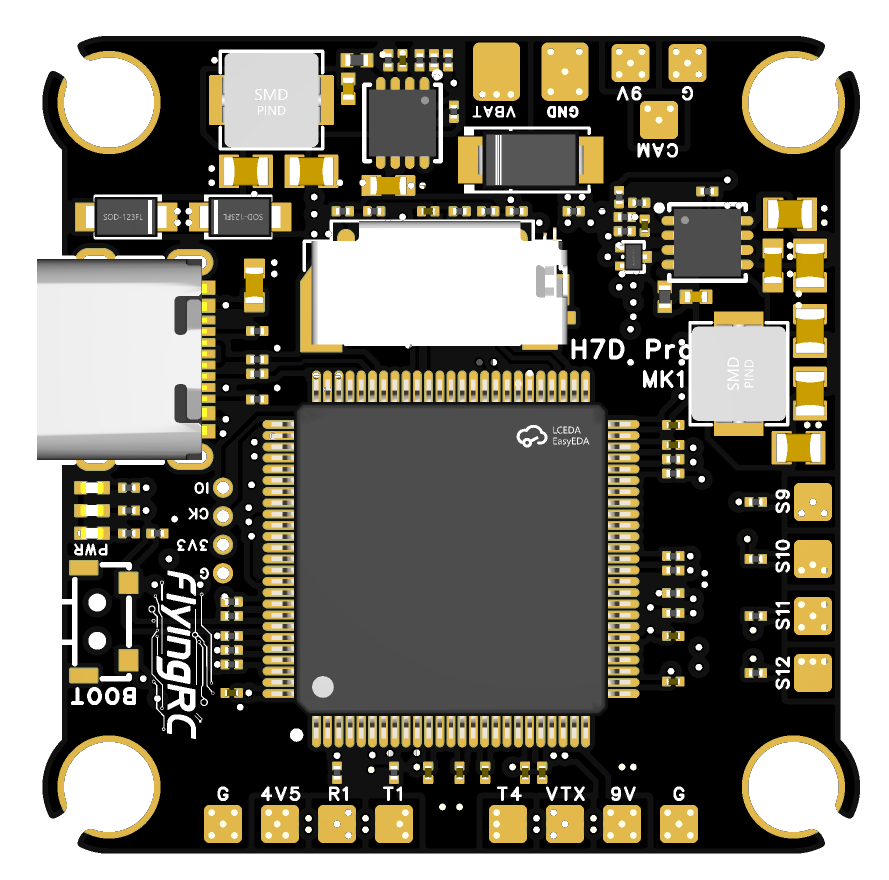 SMD
PIND
VBAT
GND
9V
G
CAM
SOD-123FL
SOD-123FL
H7D Pro
MK1
SMD
PIND
LCEDA
EasyEDA
IO
CK
3V3
G
PWR
FlyingRC
BOOT
S9
S10
S11
S12
G
4V5
R1
T1
T4
VTX
9V
G